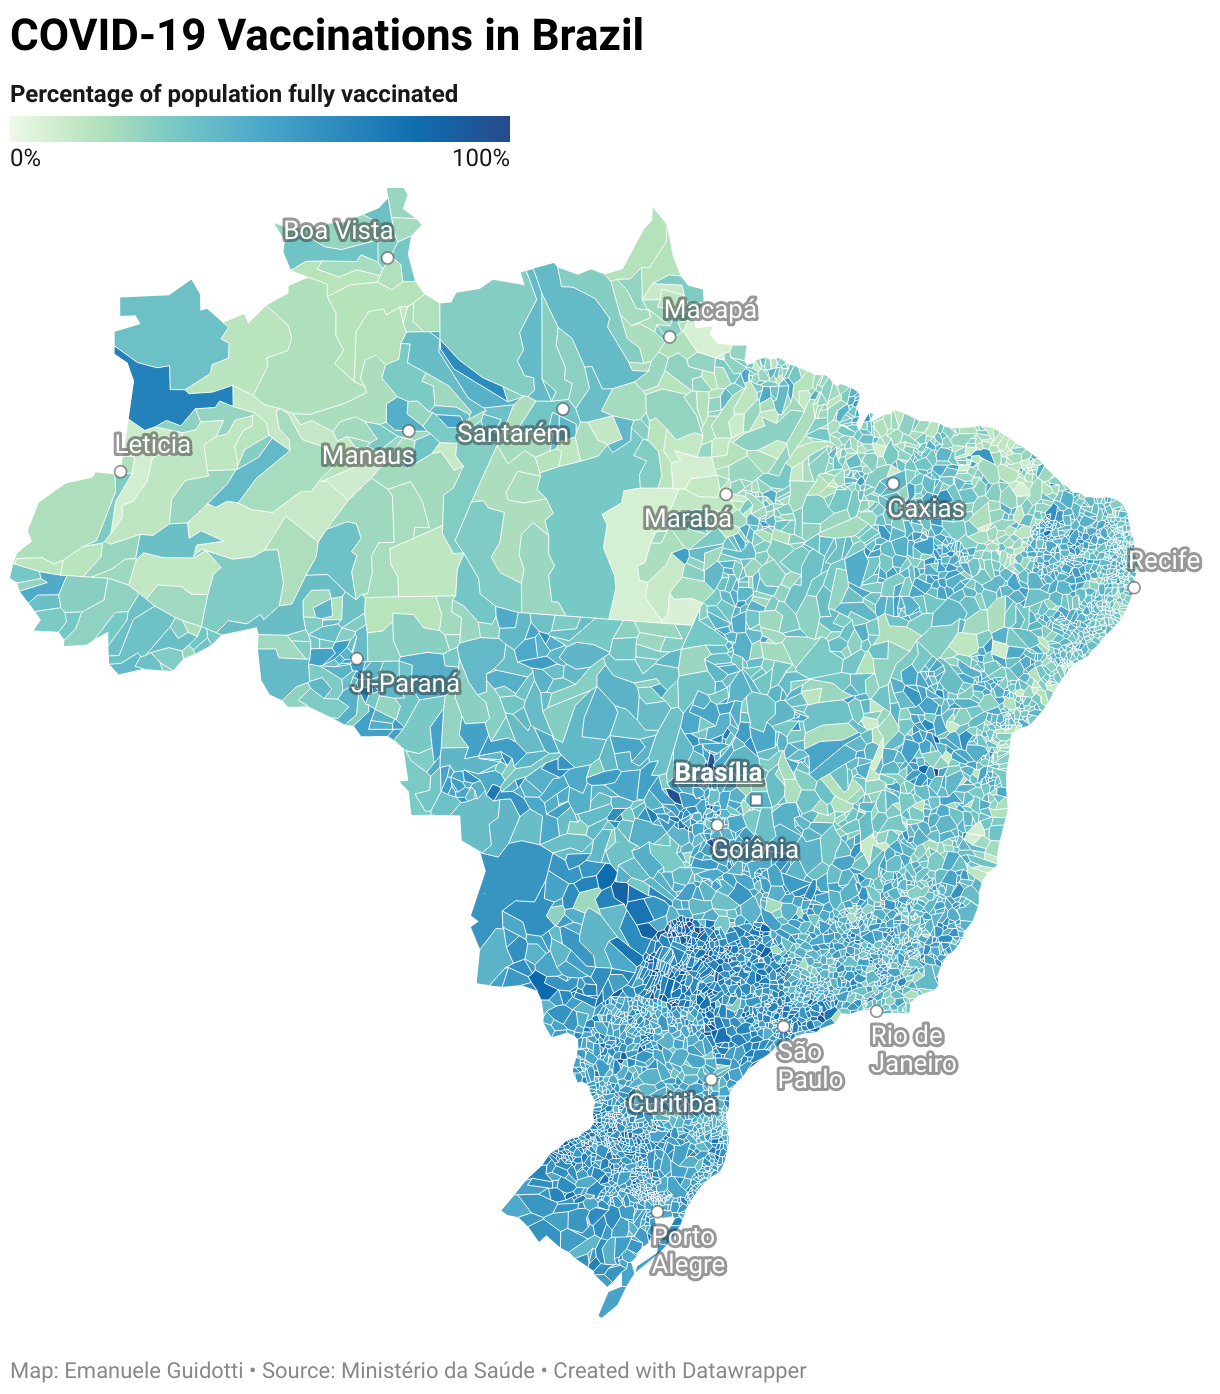 COVID-19 Vaccinations in Brazil
Percentage of population fully vaccinated
0% 100%
Boa Vista
Macapá
Leticia
Manaus
Santarém
Marabá
Caxias
Recife
Ji-Paraná
Brasília
Goiânia
São
Paulo
Rio de
Janeiro
Curitiba
Porto
Alegre
Map: Emanuele Guidotti • Source: Ministério da Saúde • Created with Datawrapper